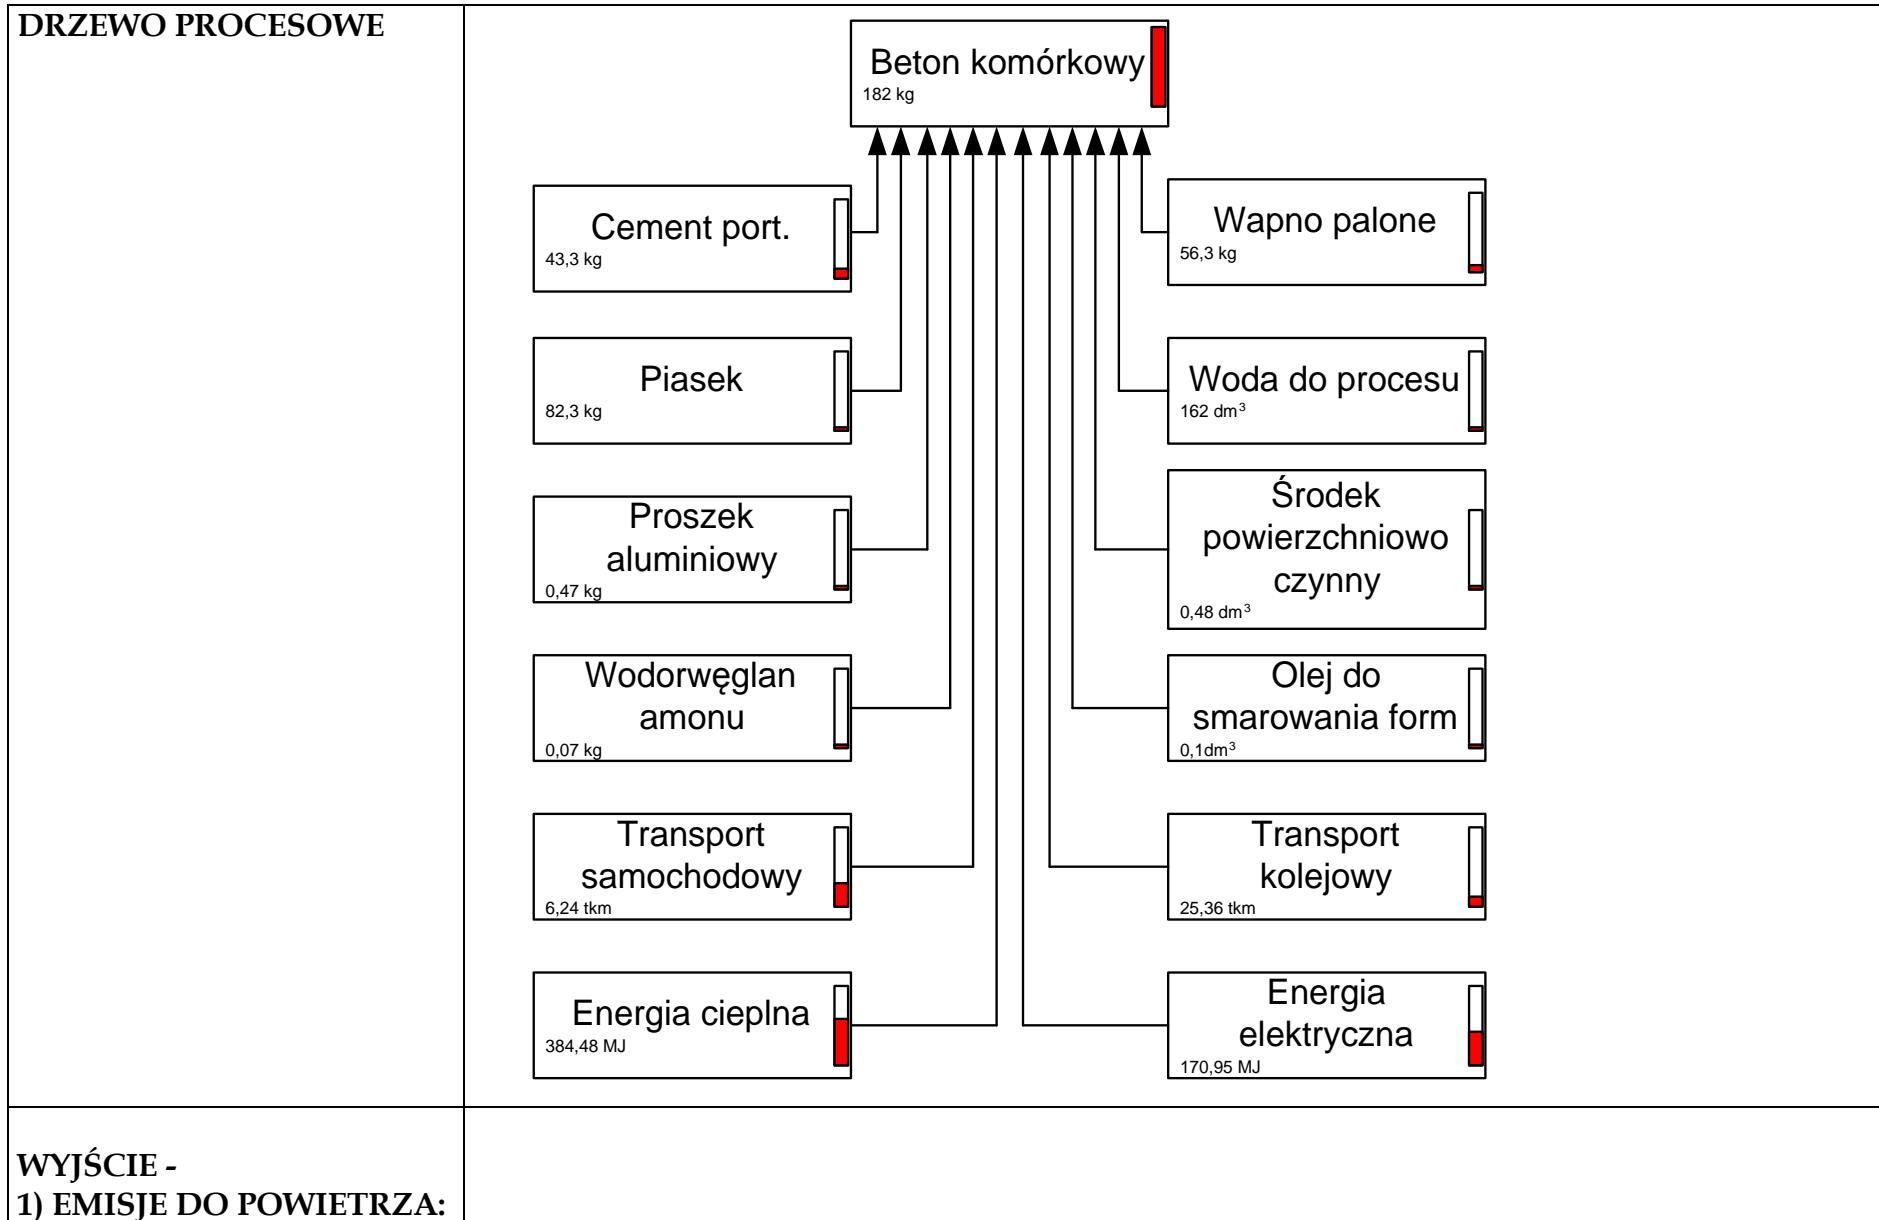 DRZEWO PROCESOWE
Beton komórkowy
182 kg
Cement port.
43,3 kg
Wapno palone
56,3 kg
Piasek
82,3 kg
Woda do procesu
162 dm³
Proszek
aluminiowy
0,47 kg
Środek
powierzchniowo
czynny
0,48 dm³
Wodorwęglan
amonu
0,07 kg
Olej do
smarowania form
0,1dm³
Transport
samochodowy
6,24 tkm
Transport
kolejowy
25,36 tkm
Energia cieplna
384,48 MJ
Energia
elektryczna
170,95 MJ
WYJŚCIE -
1) EMISJE DO POWIETRZA: